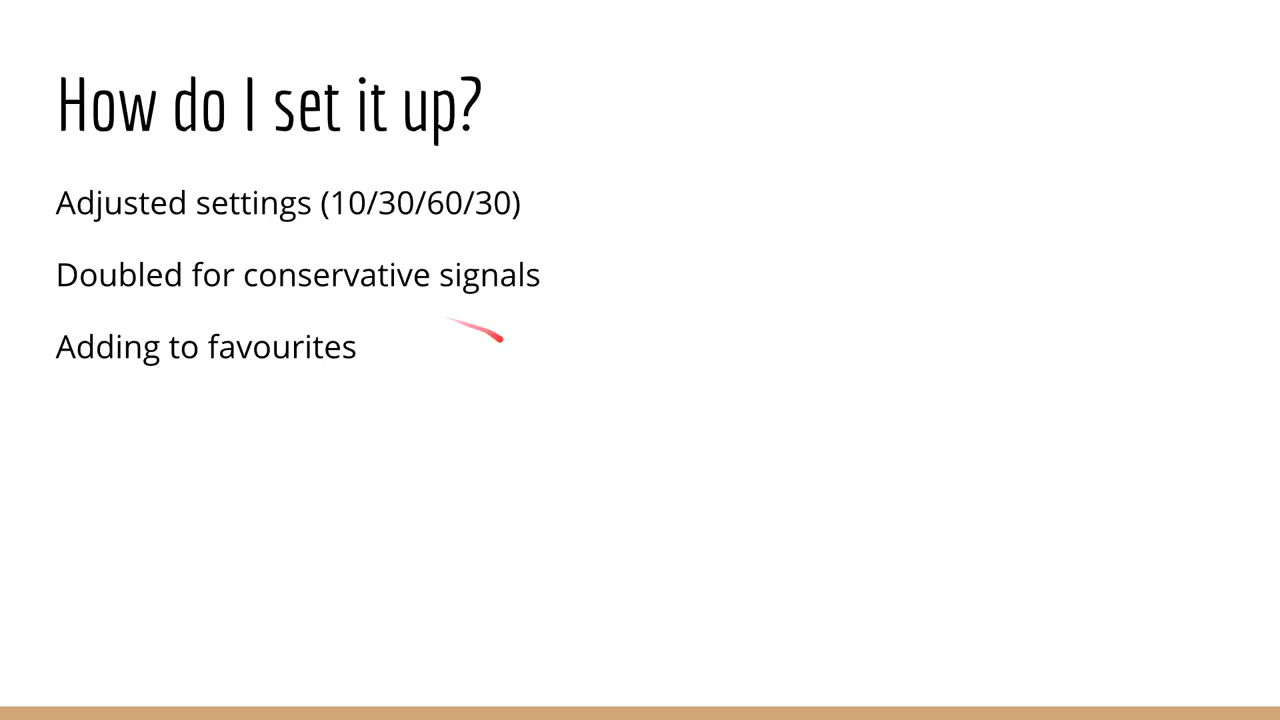 How do I set it up?
Adjusted settings (10/30/60/30)
Doubled for conservative signals
Adding to favourites